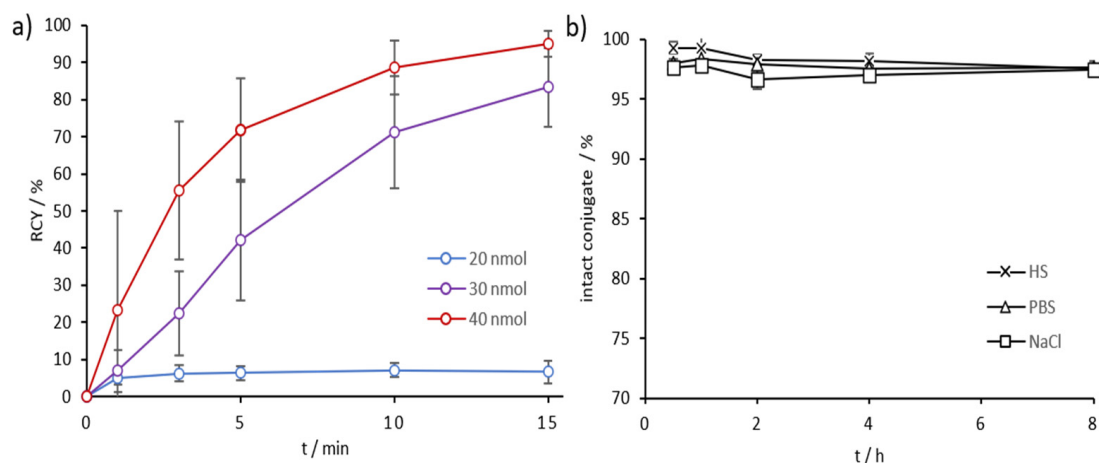 a)
RCY / %
100
90
80
70
60
50
40
30
20
10
0
0 5 10 15
t / min
20 nmol
30 nmol
40 nmol
b)
intact conjugate / %
100
95
90
85
80
75
70
0 2 4 6 8
t / h
HS
PBS
NaCl